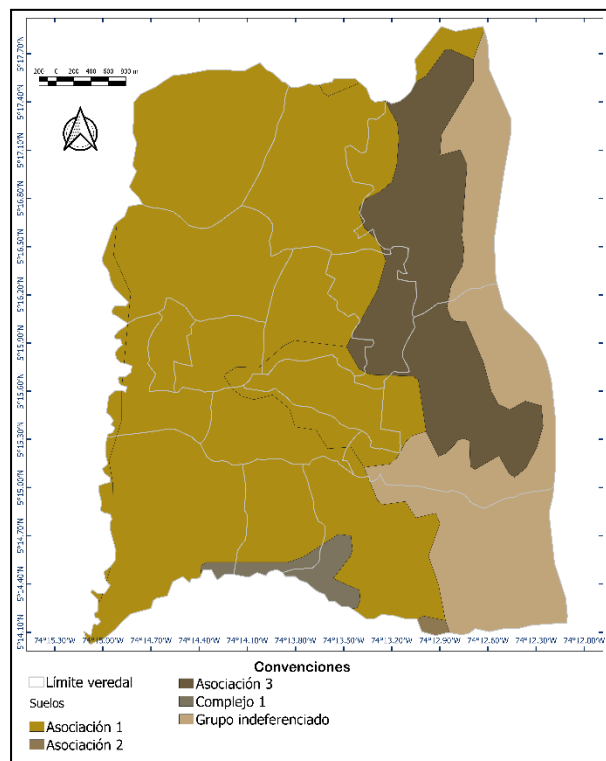 5°17.70'N
200 0 200 400 600 800 m
5°17.40'N
5°17.10'N
5°16.80'N
5°16.50'N
5°16.20'N
5°15.90'N
5°15.60'N
5°15.30'N
5°15.00'N
5°14.70'N
5°14.40'N
5°14.10'N
74°15.30'W 74°15.00'W 74°14.70'W 74°14.40'W 74°14.10'W 74°13.80'W 74°13.50'W 74°13.20'W 74°12.90'W 74°12.60'W 74°12.30'W 74°12.00'W
Convenciones
Límite veredal
Suelos
Asociación 1
Asociación 2
Asociación 3
Complejo 1
Grupo indeferenciado